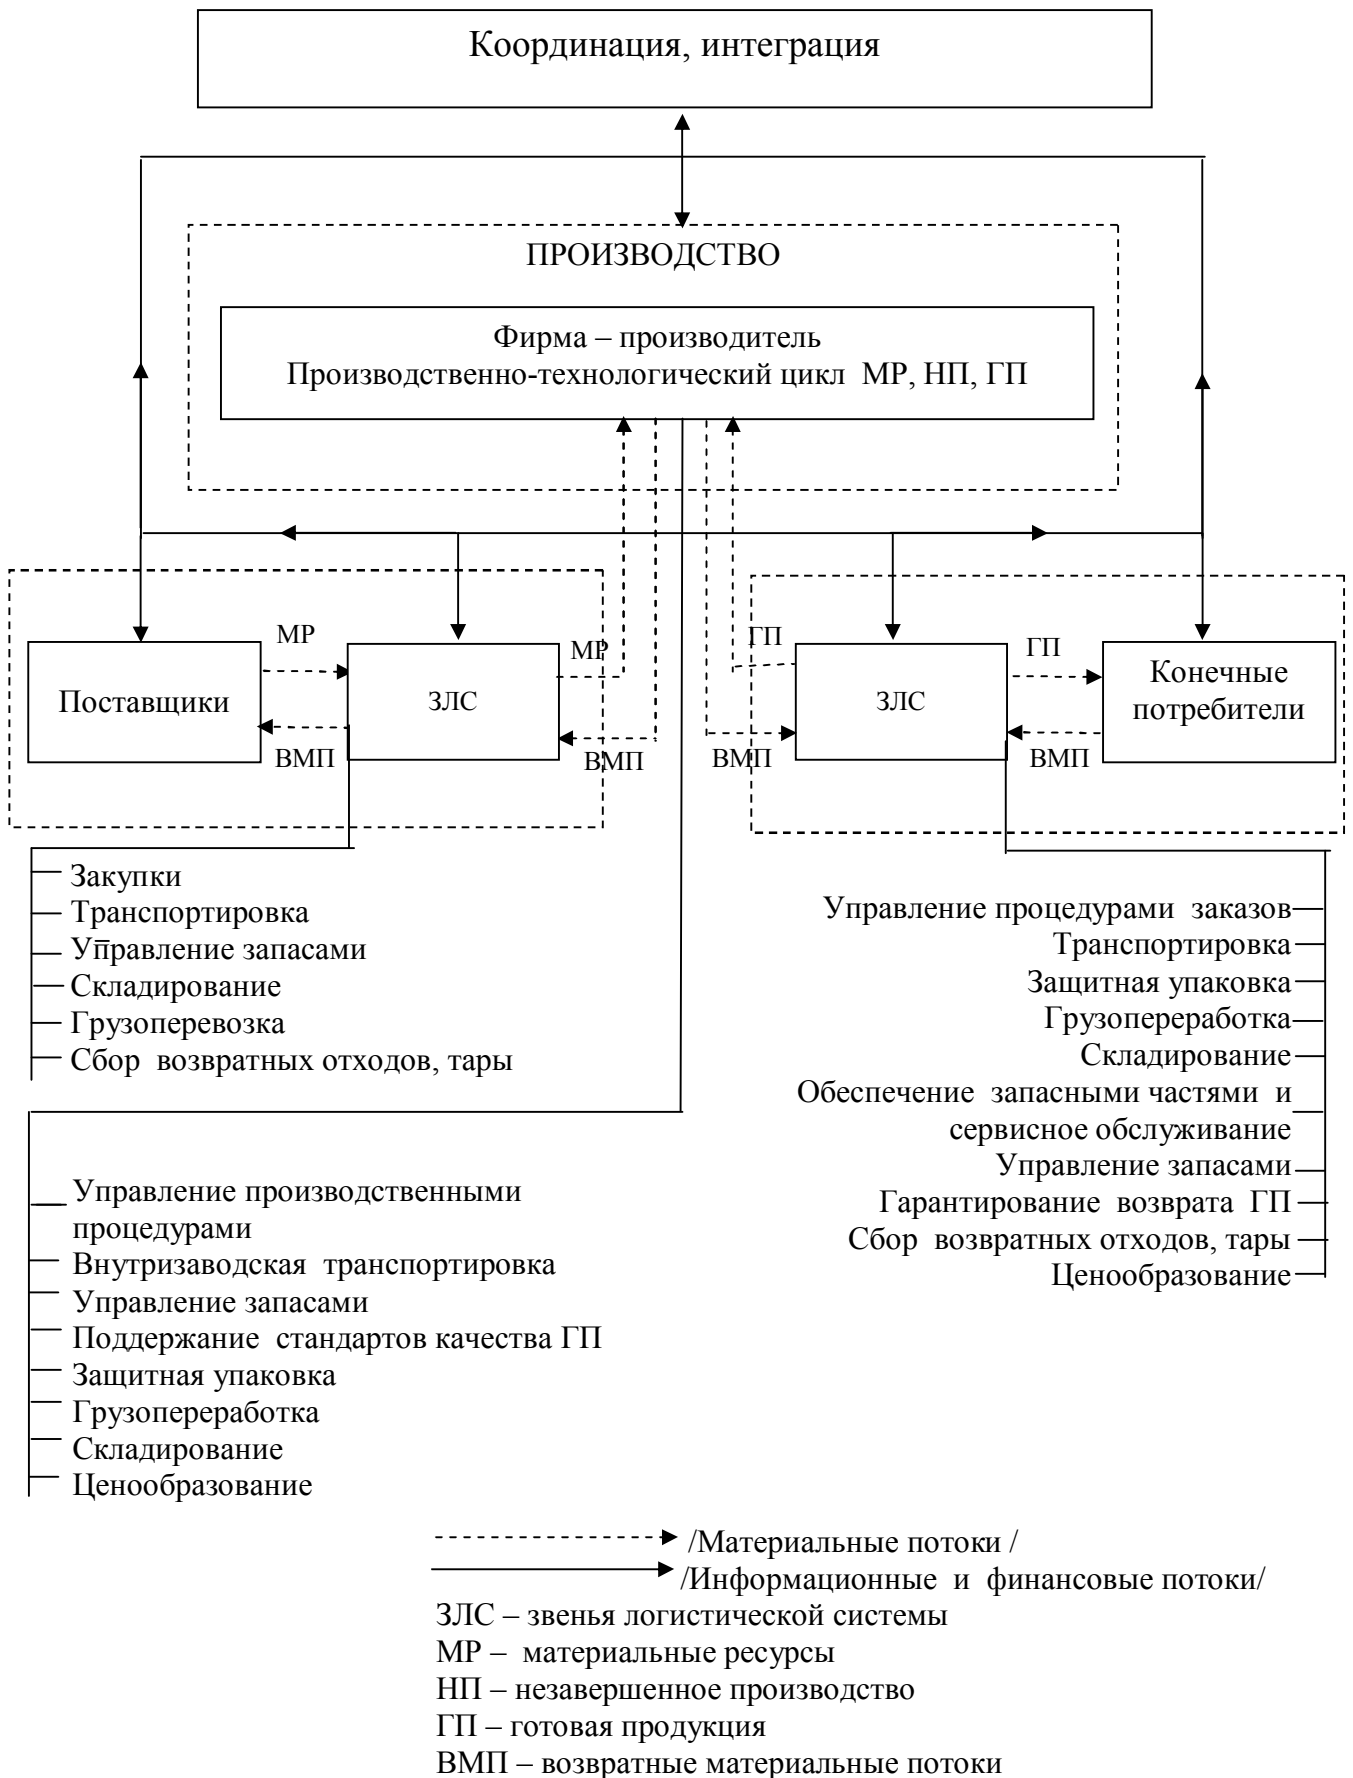 Координация, интеграция
ПРОИЗВОДСТВО
Фирма – производитель
Производственно-технологический цикл МР, НП, ГП
МР
МР
ГП
ГП
Поставщики
ЗЛС
ЗЛС
Конечные
потребители
ВМП
ВМП
ВМП
ВМП
Закупки
Транспортировка
Управление запасами
Складирование
Грузоперевозка
Сбор возвратных отходов, тары
Управление процедурами заказов
Транспортировка
Защитная упаковка
Грузопереработка
Складирование
Обеспечение запасными частями и
сервисное обслуживание
Управление запасами
Гарантирование возврата ГП
Сбор возвратных отходов, тары
Ценообразование
Управление производственными
процедурами
Внутризаводская транспортировка
Управление запасами
Поддержание стандартов качества ГП
Защитная упаковка
Грузопереработка
Складирование
Ценообразование
/Материальные потоки /
/Информационные и финансовые потоки/
ЗЛС – звенья логистической системы
МР – материальные ресурсы
НП – незавершенное производство
ГП – готовая продукция
ВМП – возвратные материальные потоки